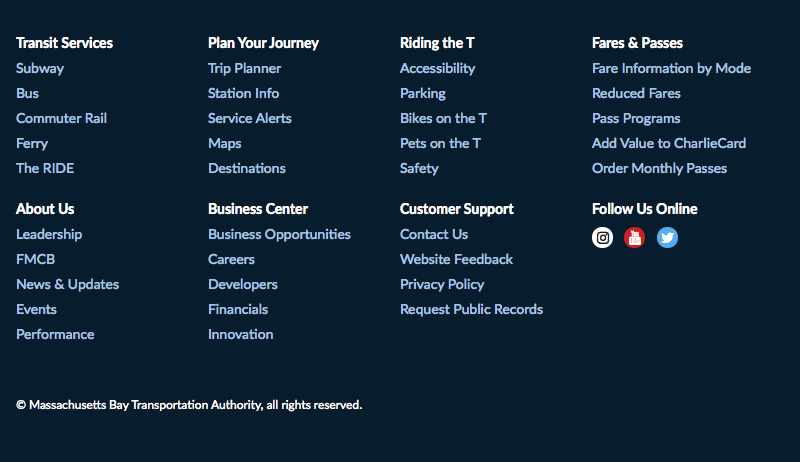 Transit Services
Subway
Bus
Commuter Rail
Ferry
The RIDE
Plan Your Journey
Trip Planner
Station Info
Service Alerts
Maps
Destinations
Riding the T
Accessibility
Parking
Bikes on the T
Pets on the T
Safety
Fares & Passes
Fare Information by Mode
Reduced Fares
Pass Programs
Add Value to CharlieCard
Order Monthly Passes
About Us
Leadership
FMCB
News & Updates
Events
Performance
Business Center
Business Opportunities
Careers
Developers
Financials
Innovation
Customer Support
Contact Us
Website Feedback
Privacy Policy
Request Public Records
Follow Us Online
© Massachusetts Bay Transportation Authority, all rights reserved.